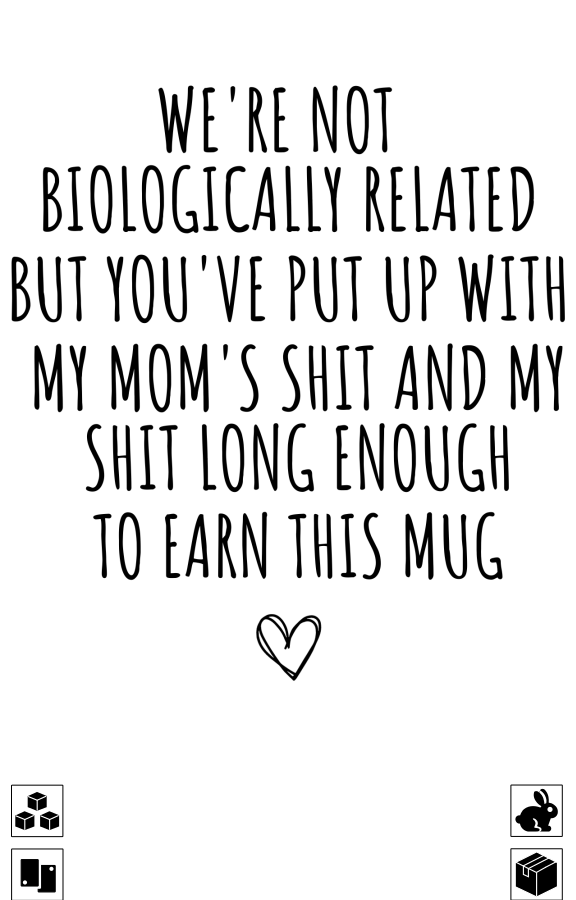 WE'RE NOT
BIOLOGICALLY RELATED
BUT YOU'VE PUT UP WITH
MY MOM'S SHIT AND MY
SHIT LONG ENOUGH
TO EARN THIS MUG